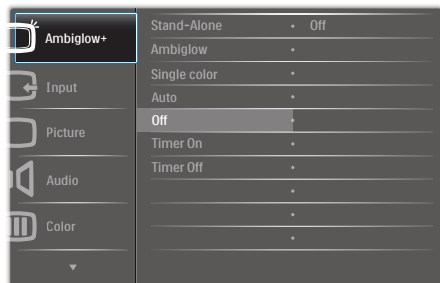 Ambiglow+
Input
Picture
Audio
Color
Stand-Alone • Off
Ambiglow •
Single color •
Auto •
Off •
Timer On •
Timer Off •
•
•
•